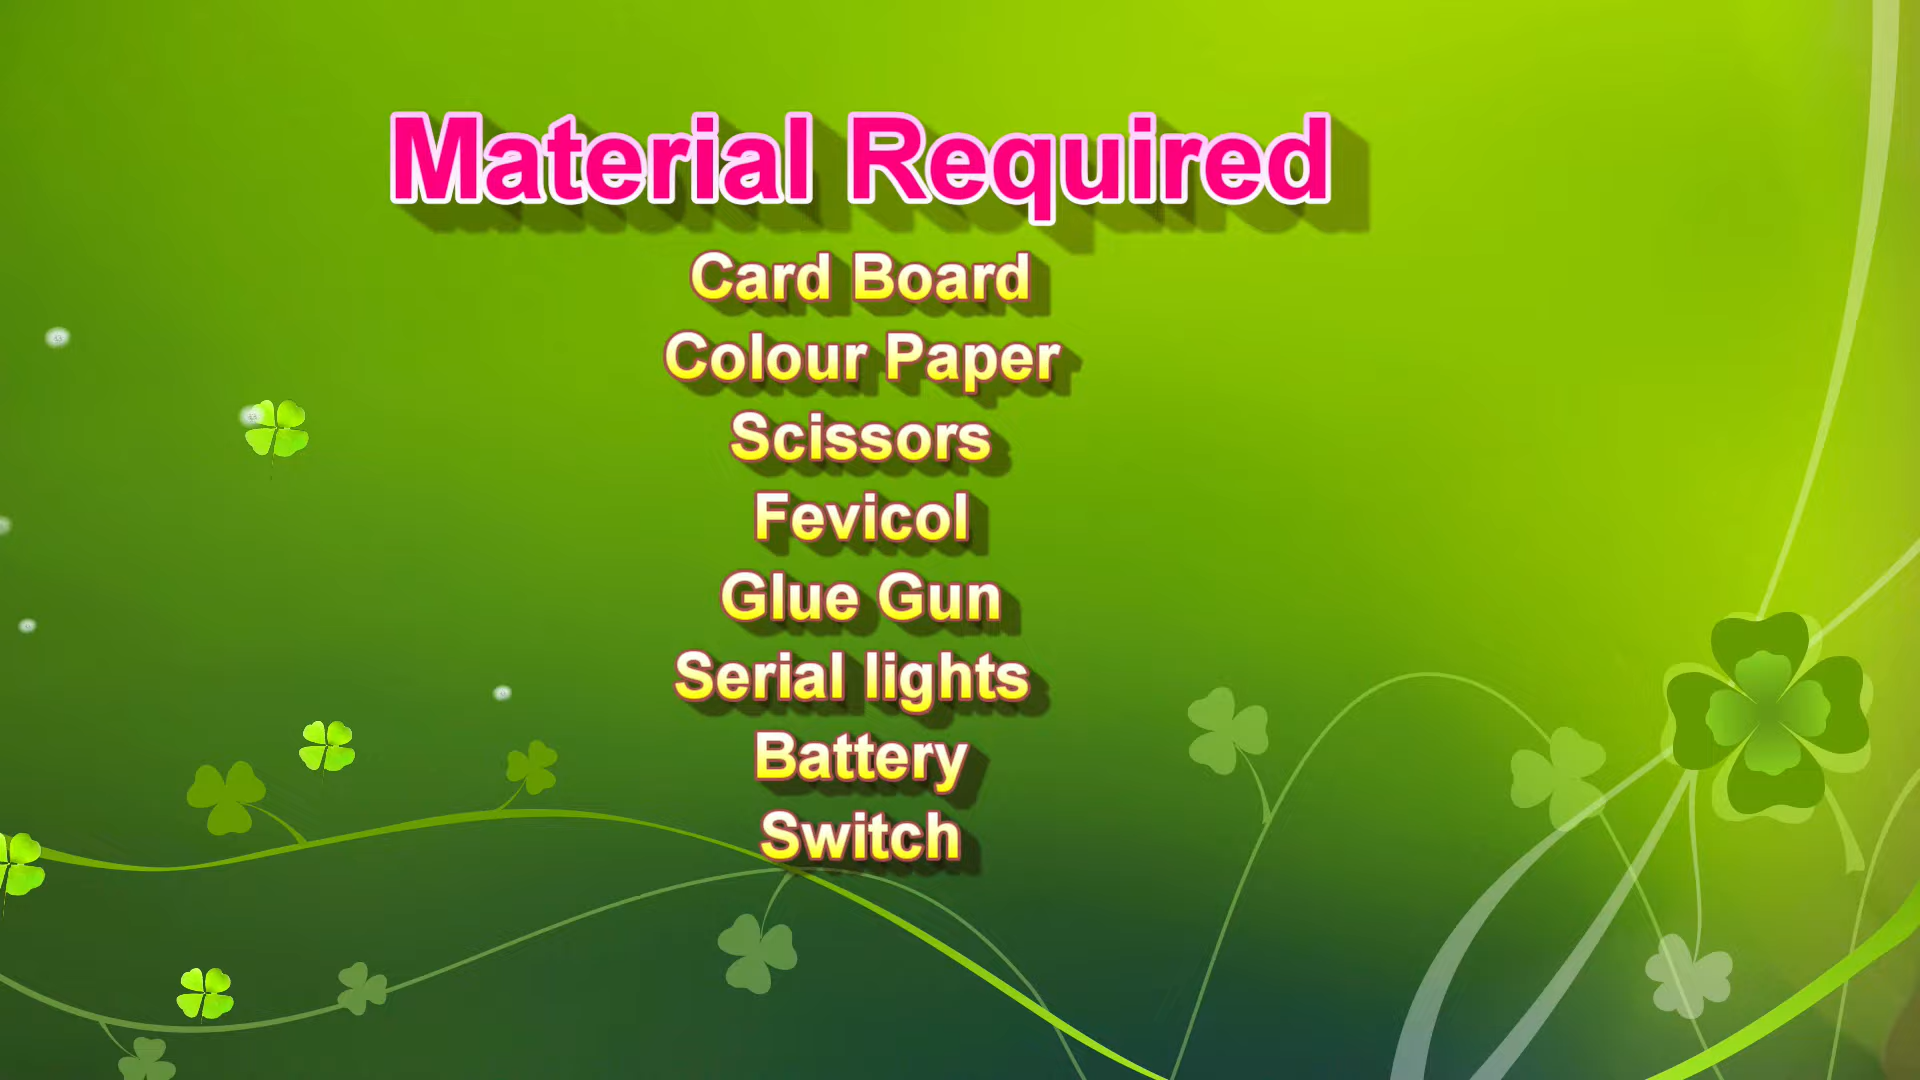 Material Required
Card Board
Colour Paper
Scissors
Fevicol
Glue Gun
Serial lights
Battery
Switch